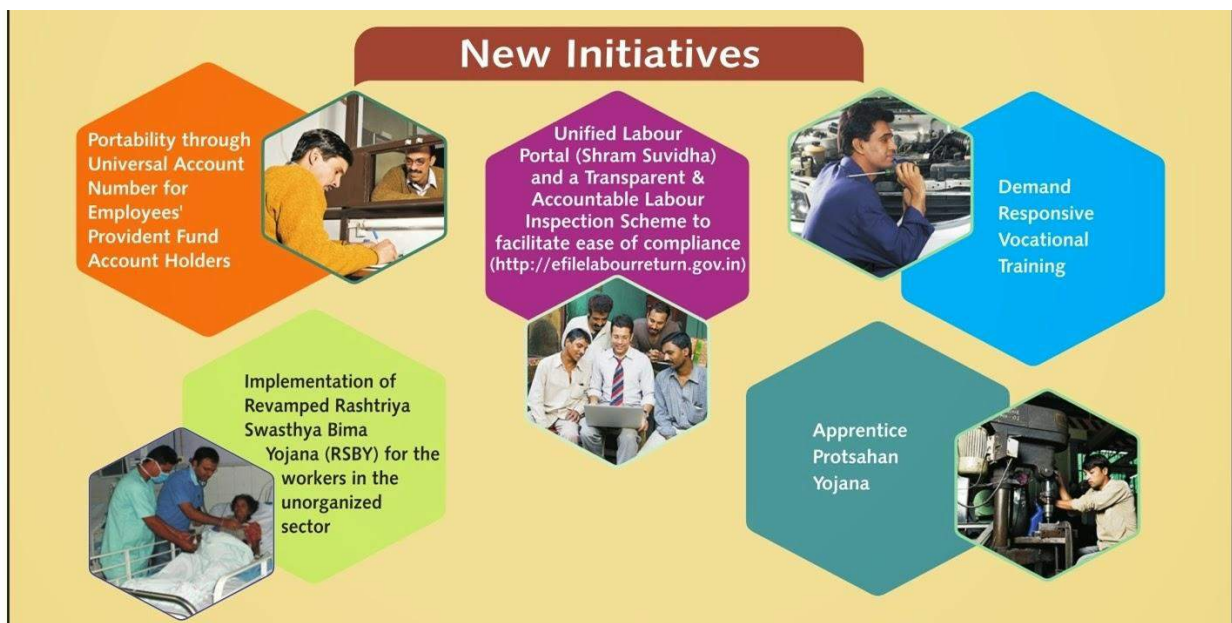 New Initiatives
Portability through
Universal Account
Number for
Employees'
Provident Fund
Account Holders
Unified Labour
Portal (Shram Suvidha)
and a Transparent &
Accountable Labour
Inspection Scheme to
facilitate ease of compliance
(http://efilelabourreturn.gov.in)
Demand
Responsive
Vocational
Training
Implementation of
Revamped Rashtriya
Swasthya Bima
Yojana (RSBY) for the
workers in the
unorganized
sector
Apprentice
Protsahan
Yojana